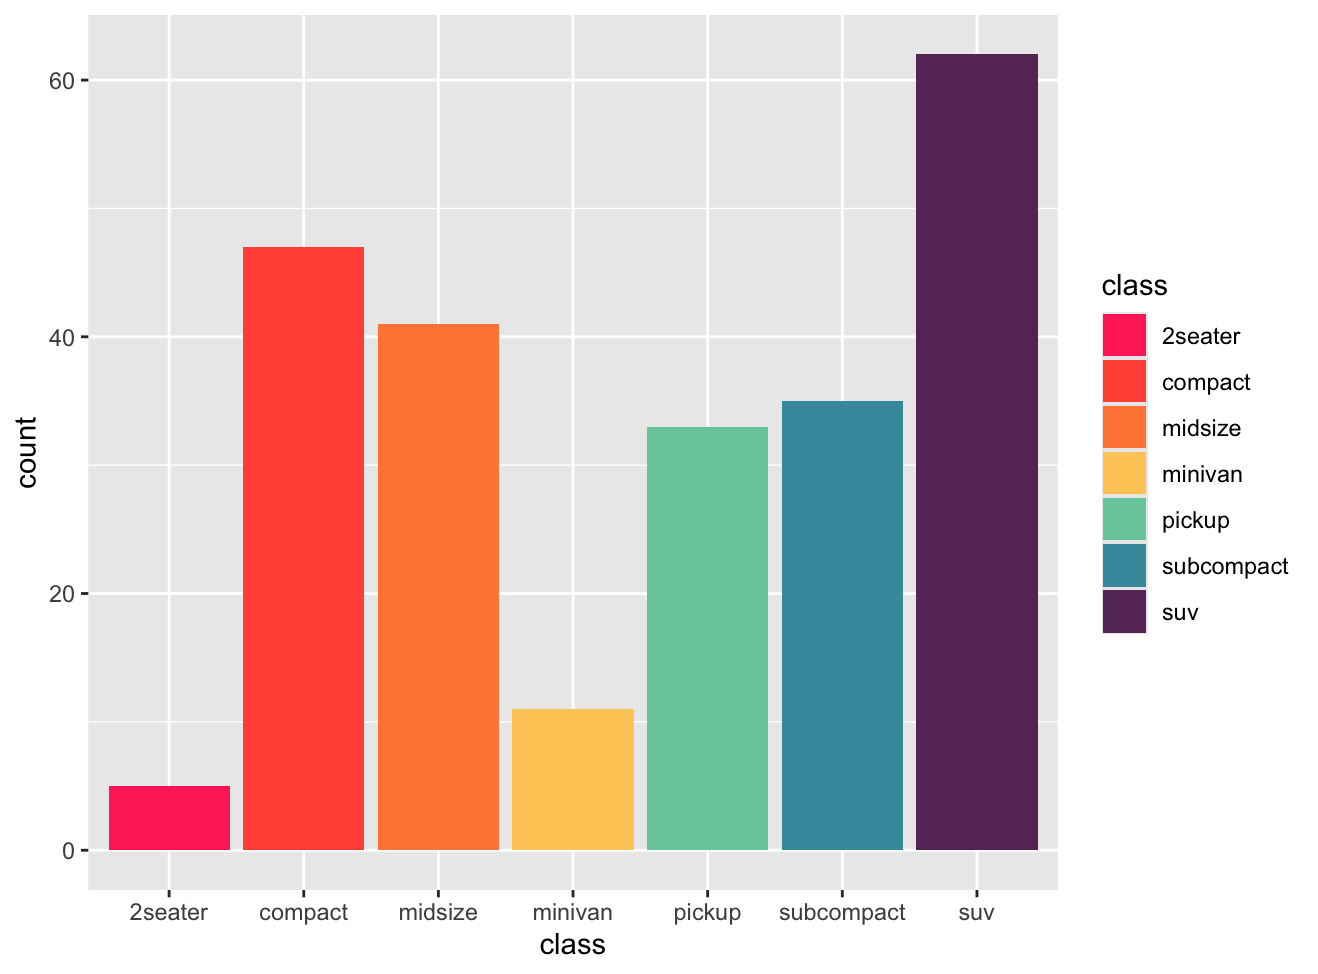 60
40
20
0
count
2seater compact midsize minivan pickup subcompact suv
class
class
2seater
compact
midsize
minivan
pickup
subcompact
suv